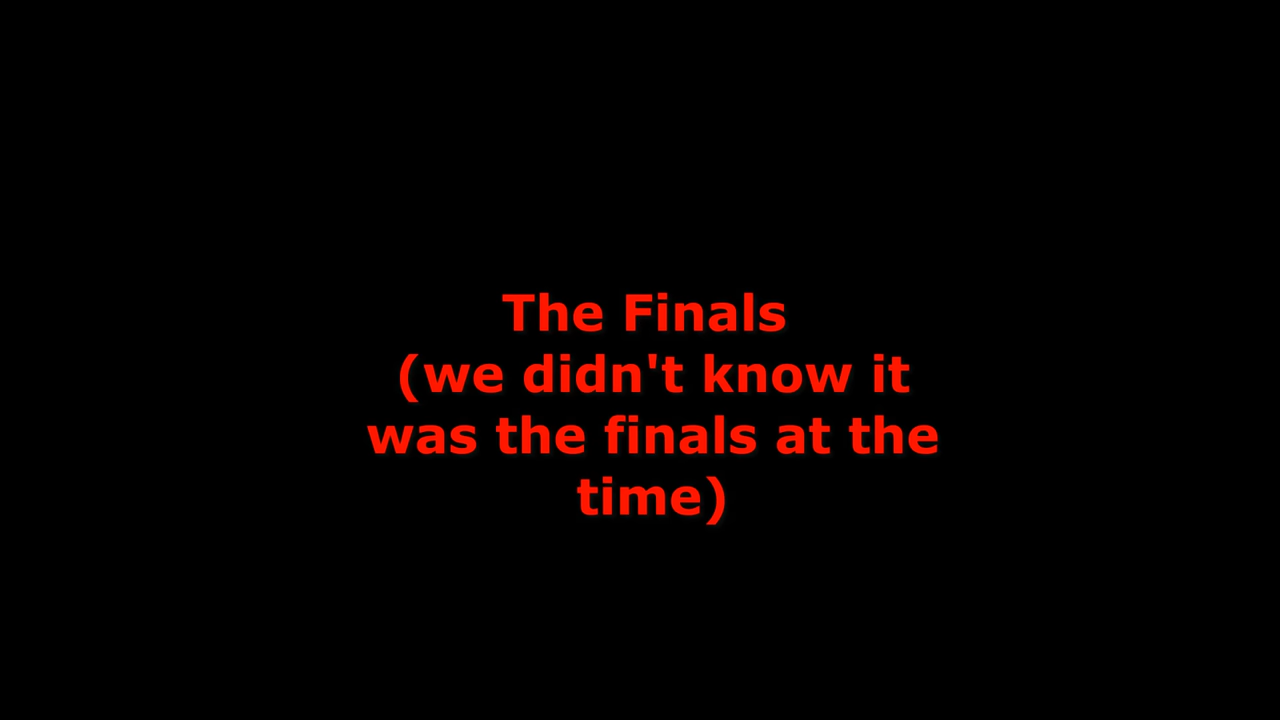 The Finals
(we didn't know it
was the finals at the
time)